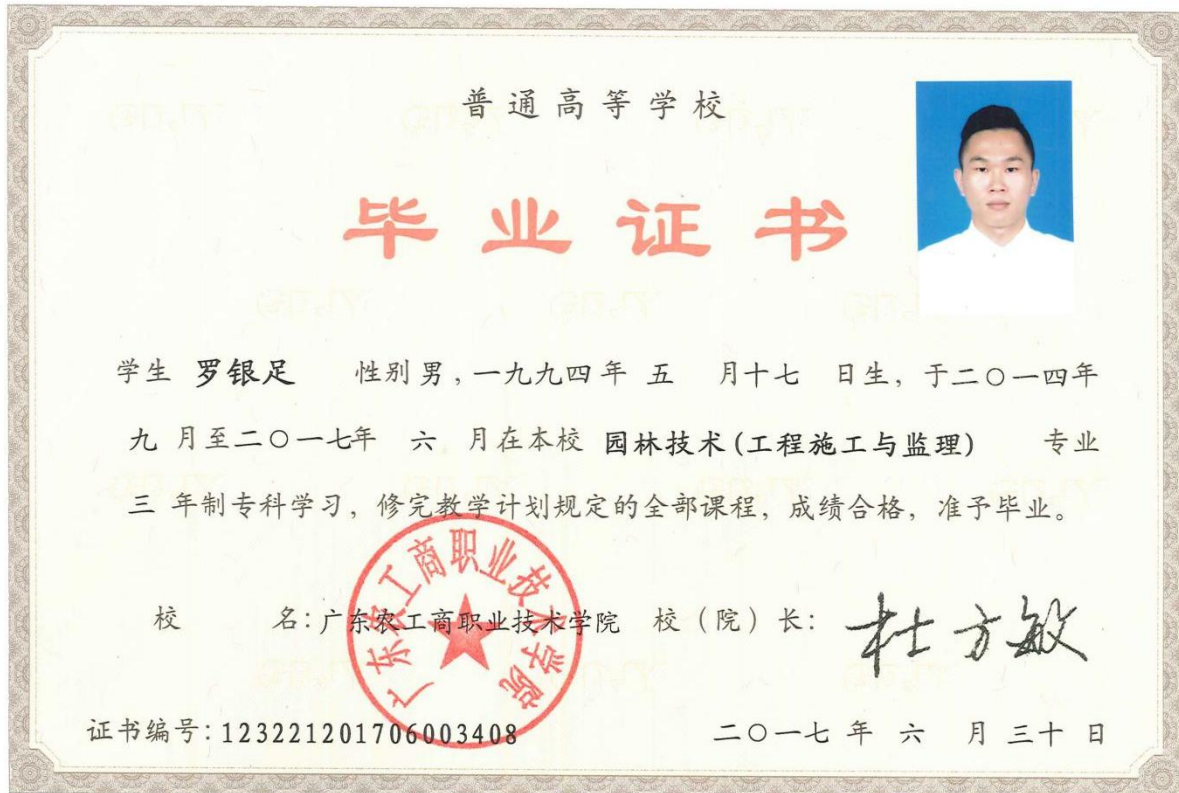 普通高等学校
毕业证书
学生 罗银足 性别 男，一九九四年 五 月十七 日生，于二〇一四年
九 月至二〇一七年 六 月在本校 园林技术(工程施工与监理) 专业
三 年制专科学习，修完教学计划规定的全部课程，成绩合格，准予毕业。
校 名：广东农工商职业技术学院 校（院）长：杜方敏
广东农工商职业技术学院
证书编号：123221201706003408 二〇一七 年 六 月 三十 日